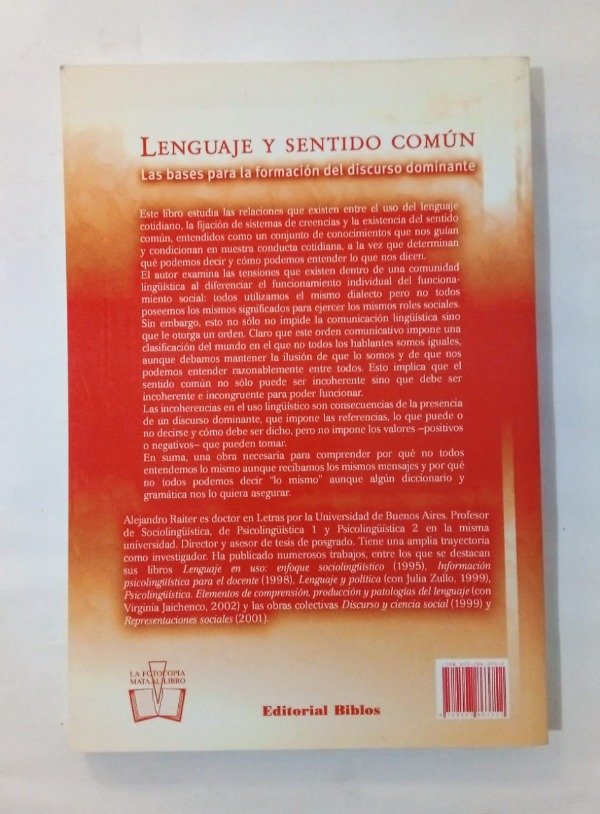 LENGUAJE Y SENTIDO COMÚN
Las bases para la formación del discurso dominante
Este libro estudia las relaciones que existen entre el uso del lenguaje
cotidiano, la fijación de sistemas de creencias y la existencia del sentido
común, entendidos como un conjunto de conocimientos que nos guían
y condicionan en nuestra conducta cotidiana, a la vez que determinan
qué podemos decir y cómo podemos entender lo que nos dicen.
El autor examina las tensiones que existen dentro de una comunidad
lingüística al diferenciar el funcionamiento individual del funciona-
miento social: todos utilizamos el mismo dialecto pero no todos
poseemos los mismos significados para ejercer los mismos roles sociales.
Sin embargo, esto no sólo no impide la comunicación lingüística sino
que le otorga un orden. Claro que este orden comunicativo impone una
clasificación del mundo en el que no todos los hablantes somos iguales,
aunque debamos mantener la ilusión de que lo somos y de que nos
podemos entender razonablemente entre todos. Esto implica que el
sentido común no sólo puede ser incoherente sino que debe ser
incoherente e incongruente para poder funcionar.
Las incoherencias en el uso lingüístico son consecuencias de la presencia
de un discurso dominante, que impone las referencias, lo que puede o
no decirse y cómo debe ser dicho, pero no impone los valores –positivos
o negativos– que pueden tomar.
En suma, una obra necesaria para comprender por qué no todos
entendemos lo mismo aunque recibamos los mismos mensajes y por qué
no todos podemos decir "lo mismo" aunque algún diccionario y
gramática nos lo quiera asegurar.
Alejandro Raiter es doctor en Letras por la Universidad de Buenos Aires. Profesor
de Sociolingüística, de Psicolingüística 1 y Psicolingüística 2 en la misma
universidad. Director y asesor de tesis de posgrado. Tiene una amplia trayectoria
como investigador. Ha publicado numerosos trabajos, entre los que se destacan
sus libros Lenguaje en uso: enfoque sociolingüístico (1995), Información
psicolingüística para el docente (1998), Lenguaje y política (con Julia Zullo, 1999),
Psicolingüística. Elementos de comprensión, producción y patologías del lenguaje (con
Virginia Jaichenco, 2002) y las obras colectivas Discurso y ciencia social (1999) y
Representaciones sociales (2001).
LA FOTOCOPIA
MATA AL LIBRO
Editorial Biblos